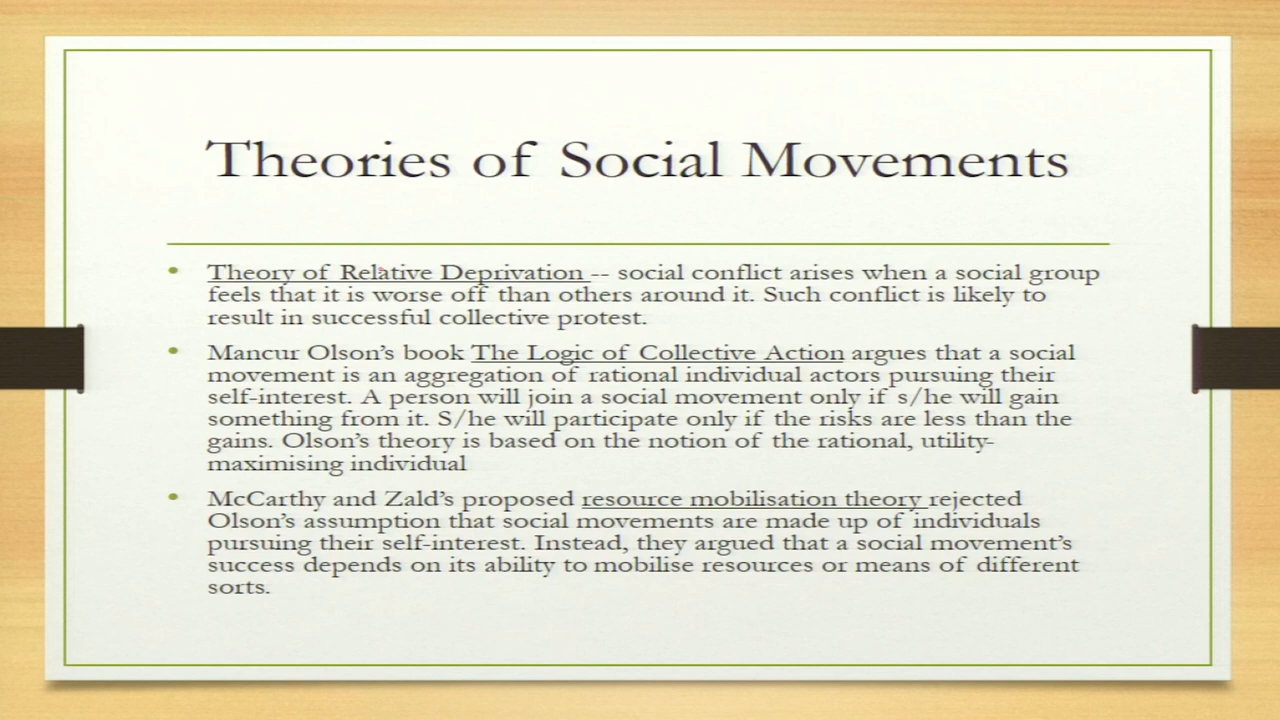 Theories of Social Movements
• Theory of Relative Deprivation -- social conflict arises when a social group
feels that it is worse off than others around it. Such conflict is likely to
result in successful collective protest.
• Mancur Olson’s book The Logic of Collective Action argues that a social
movement is an aggregation of rational individual actors pursuing their
self-interest. A person will join a social movement only if s/he will gain
something from it. S/he will participate only if the risks are less than the
gains. Olson’s theory is based on the notion of the rational, utility-
maximising individual
• McCarthy and Zald’s proposed resource mobilisation theory rejected
Olson’s assumption that social movements are made up of individuals
pursuing their self-interest. Instead, they argued that a social movement’s
success depends on its ability to mobilise resources or means of different
sorts.